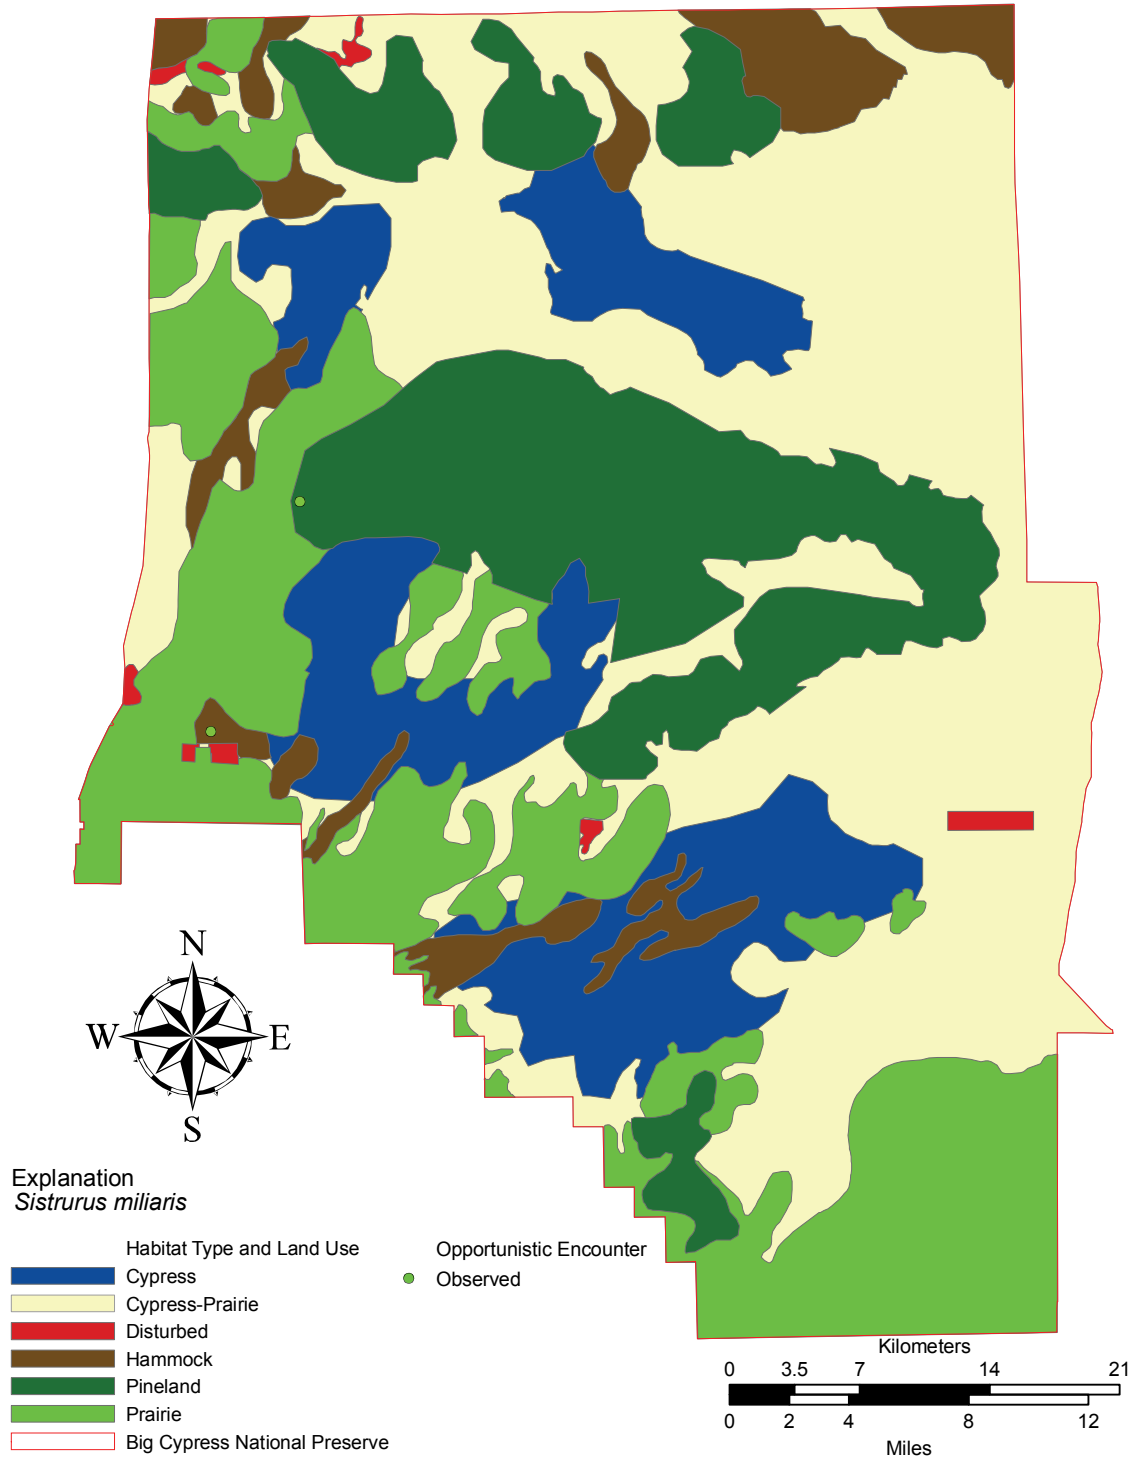 N
W E
S
Explanation
Sistrurus miliaris
Habitat Type and Land Use
Cypress
Cypress-Prairie
Disturbed
Hammock
Pineland
Prairie
Big Cypress National Preserve
Opportunistic Encounter
Observed
Kilometers
0 3.5 7 14 21
0 2 4 8 12
Miles